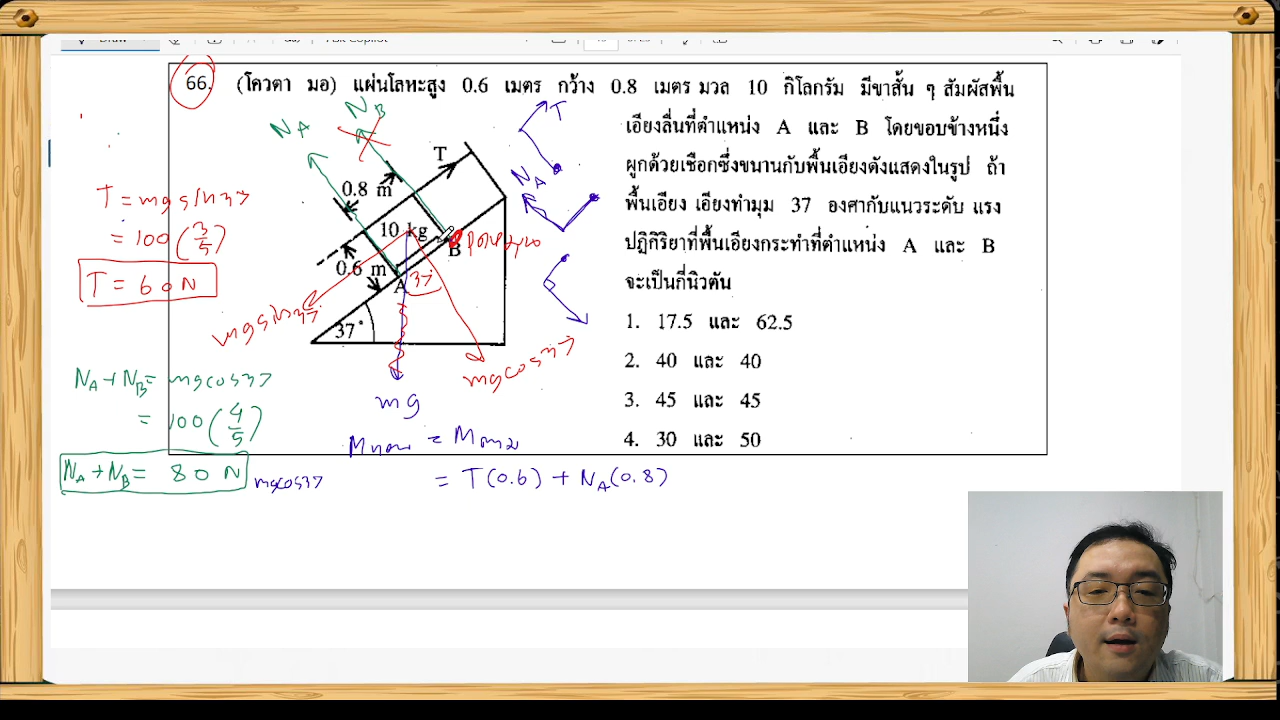 66. (โควตา มอ) แผ่นโลหะสูง 0.6 เมตร กว้าง 0.8 เมตร มวล 10 กิโลกรัม มีขาสั้น ๆ สัมผัสพื้น
เอียงลื่นที่ตำแหน่ง A และ B โดยขอบข้างหนึ่ง
ผูกด้วยเชือกซึ่งขนานกับพื้นเอียงดังแสดงในรูป ถ้า
พื้นเอียง เอียงทำมุม 37 องศากับแนวระดับ แรง
ปฏิกิริยาที่พื้นเอียงกระทำที่ตำแหน่ง A และ B
จะเป็นกี่นิวตัน
1. 17.5 และ 62.5
2. 40 และ 40
3. 45 และ 45
4. 30 และ 50
N_A
N_B
T
0.8 m
10 kg
0.6 m
A
B
37
37°
mg sin37
mg cos37
mg
T
N_A
T = mg sin37
= 100 (3/5)
T = 60 N
N_A + N_B = mg cos37
= 100 (4/5)
N_A + N_B = 80 N
mg cos37 = T(0.6) + N_A(0.8)